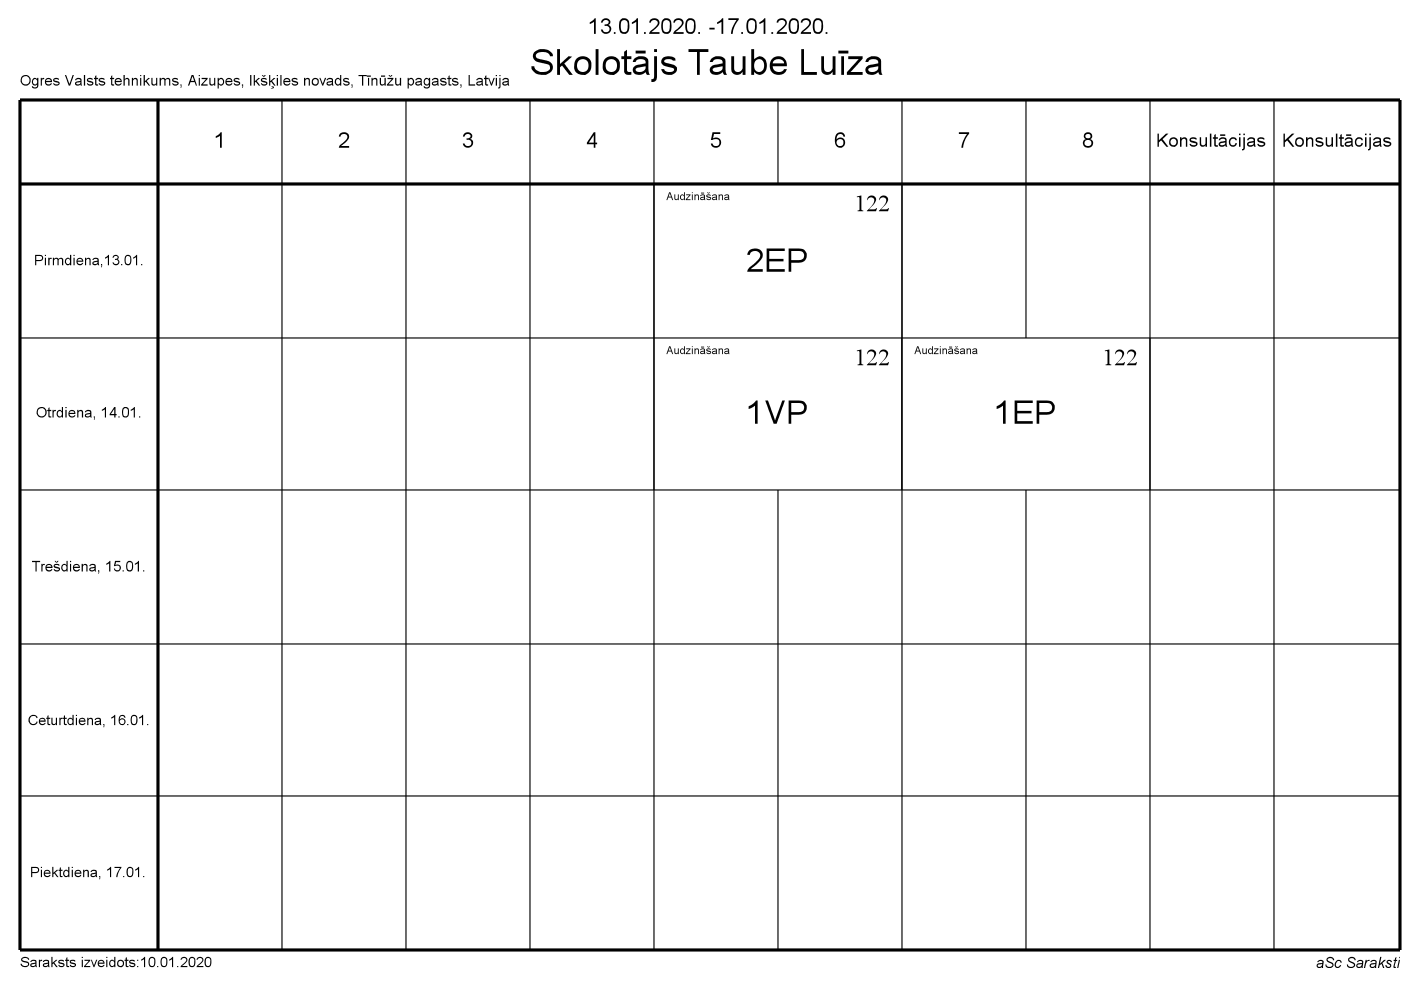 13.01.2020. -17.01.2020.
Skolotājs Taube Luīza
Ogres Valsts tehnikums, Aizupes, Ikšķiles novads, Tīnūžu pagasts, Latvija
1 2 3 4 5 6 7 8 Konsultācijas Konsultācijas
Audzināšana 122
Pirmdiena,13.01. 2EP
Audzināšana 122 Audzināšana 122
Otrdiena, 14.01. 1VP 1EP
Trešdiena, 15.01.
Ceturtdiena, 16.01.
Piektdiena, 17.01.
Saraksts izveidots:10.01.2020 aSc Saraksti